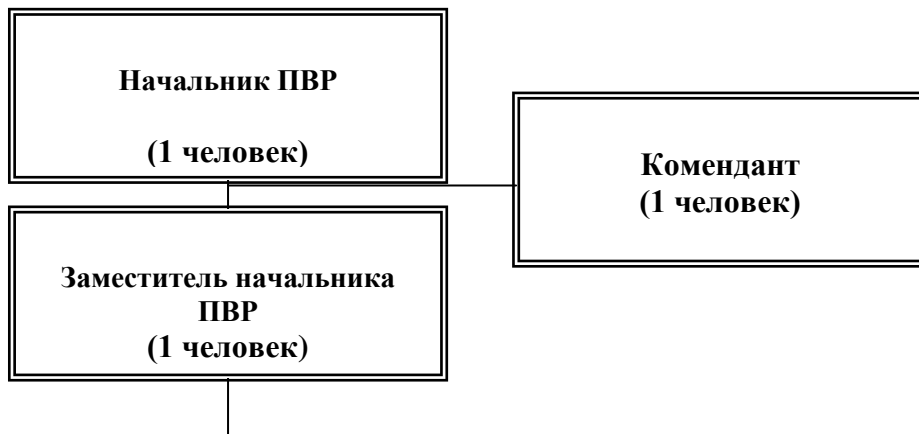 Начальник ПВР
(1 человек)
Комендант
(1 человек)
Заместитель начальника
ПВР
(1 человек)